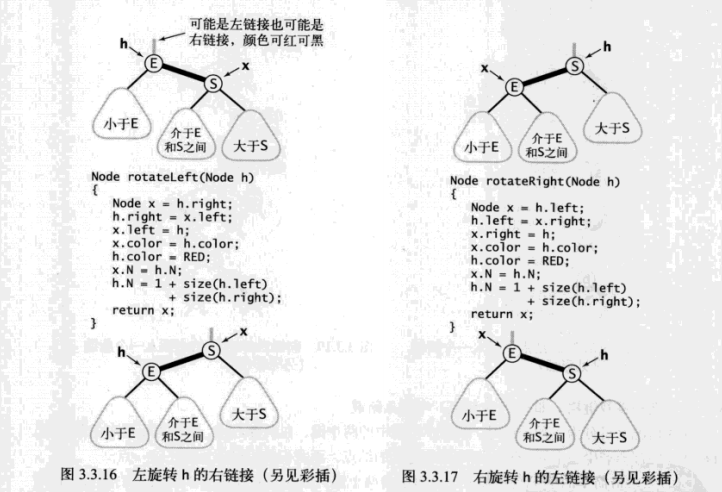 可能是左链接也可能是
右链接，颜色可红可黑
h
E
x
S
小于E
介于E
和S之间
大于S
Node rotateLeft(Node h)
{
Node x = h.right;
h.right = x.left;
x.left = h;
x.color = h.color;
h.color = RED;
x.N = h.N;
h.N = 1 + size(h.left)
+ size(h.right);
return x;
}
x
h
S
E
小于E
介于E
和S之间
大于S
图 3.3.16 左旋转 h 的右链接（另见彩插）
h
x
S
E
小于E
介于E
和S之间
大于S
Node rotateRight(Node h)
{
Node x = h.left;
h.left = x.right;
x.right = h;
x.color = h.color;
h.color = RED;
x.N = h.N;
h.N = 1 + size(h.left)
+ size(h.right);
return x;
}
x
E
h
S
小于E
介于E
和S之间
大于S
图 3.3.17 右旋转 h 的左链接（另见彩插）